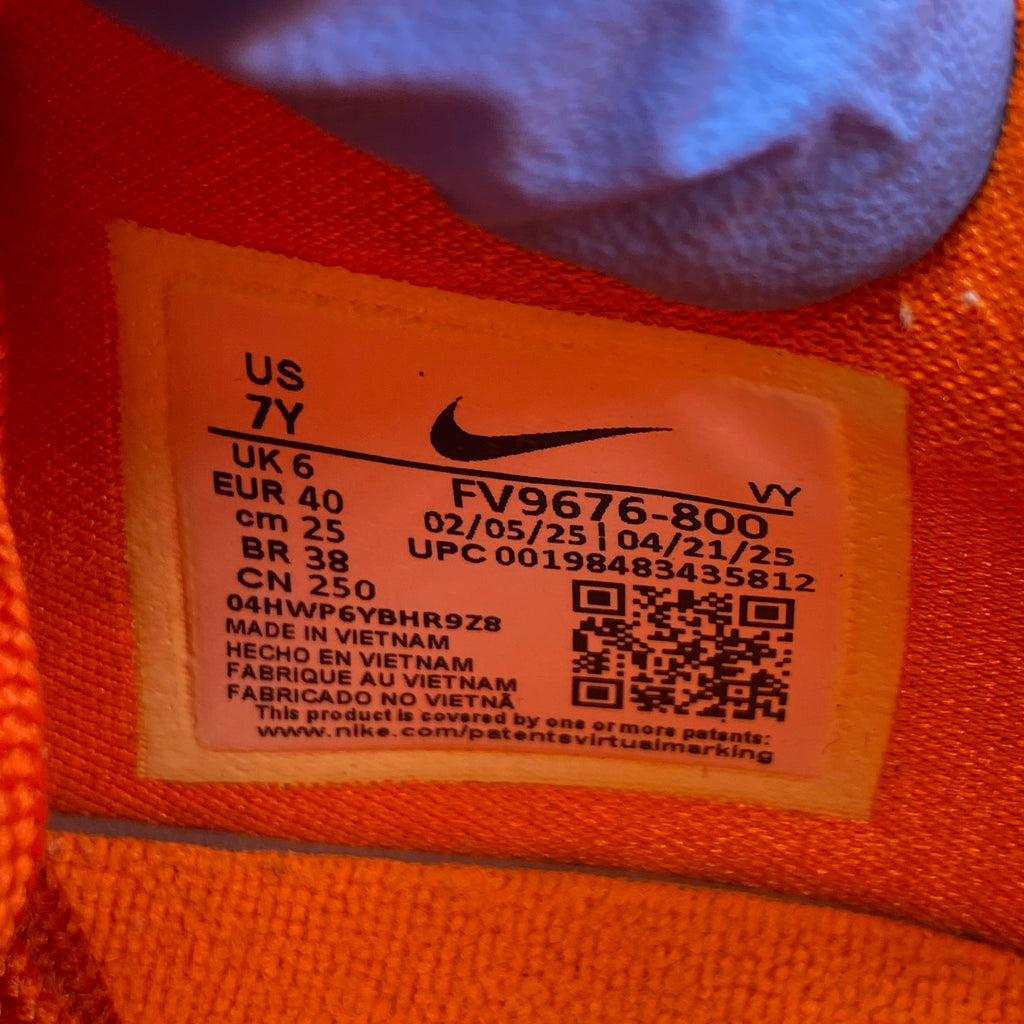 US
7Y
UK 6
EUR 40
cm 25
BR 38
CN 250
VY
FV9676-800
02/05/25 | 04/21/25
UPC 00198483435812
04HWP6YBHR9Z8
MADE IN VIETNAM
HECHO EN VIETNAM
FABRIQUE AU VIETNAM
FABRICADO NO VIETNÃ
This product is covered by one or more patents:
www.nike.com/patentsvirtualmarking